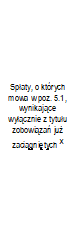 Spłaty, o których
mowa w poz. 5.1,
wynikające
wyłącznie z tytułu
zobowiązań już
zaciągniętych x